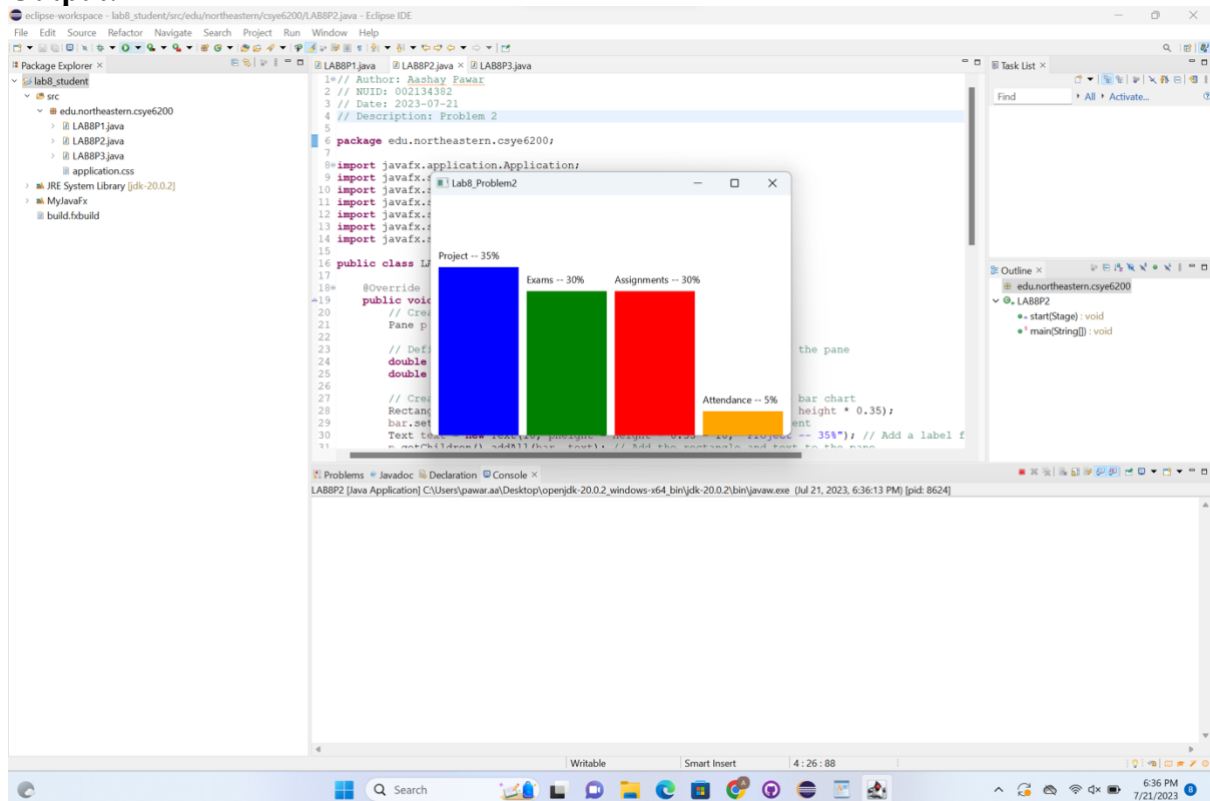 eclipse-workspace - lab8_student/src/edu/northeastern/csye6200/LAB8P2.java - Eclipse IDE
File Edit Source Refactor Navigate Search Project Run Window Help
Package Explorer ×
lab8_student
src
edu.northeastern.csye6200
LAB8P1.java
LAB8P2.java
LAB8P3.java
application.css
JRE System Library [jdk-20.0.2]
MyJavaFx
build.fxbuild
LAB8P1.java LAB8P2.java × LAB8P3.java
1 // Author: Aashay Pawar
2 // NUID: 002134382
3 // Date: 2023-07-21
4 // Description: Problem 2
5
6 package edu.northeastern.csye6200;
7
8 import javafx.application.Application;
9 import javafx.
10 import javafx.
11 import javafx.
12 import javafx.
13 import javafx.
14 import javafx.
15
16 public class
17
18 @Override
19 public
20 //
21 Pane p
22
23 // the pane
24 double
25 double
26
27 // bar chart
28 height * 0.35);
29
30 Text -- 35%"); // Add a label f
31
Lab8_Problem2
Project -- 35%
Exams -- 30%
Assignments -- 30%
Attendance -- 5%
Task List ×
Find All Activate...
Outline ×
edu.northeastern.csye6200
LAB8P2
start(Stage) : void
main(String[]) : void
Problems Javadoc Declaration Console ×
LAB8P2 [Java Application] C:\Users\pawar.aa\Desktop\openjdk-20.0.2_windows-x64_bin\jdk-20.0.2\bin\javaw.exe (Jul 21, 2023, 6:36:13 PM) [pid: 8624]
Writable Smart Insert 4 : 26 : 88
Search
6:36 PM
7/21/2023
8